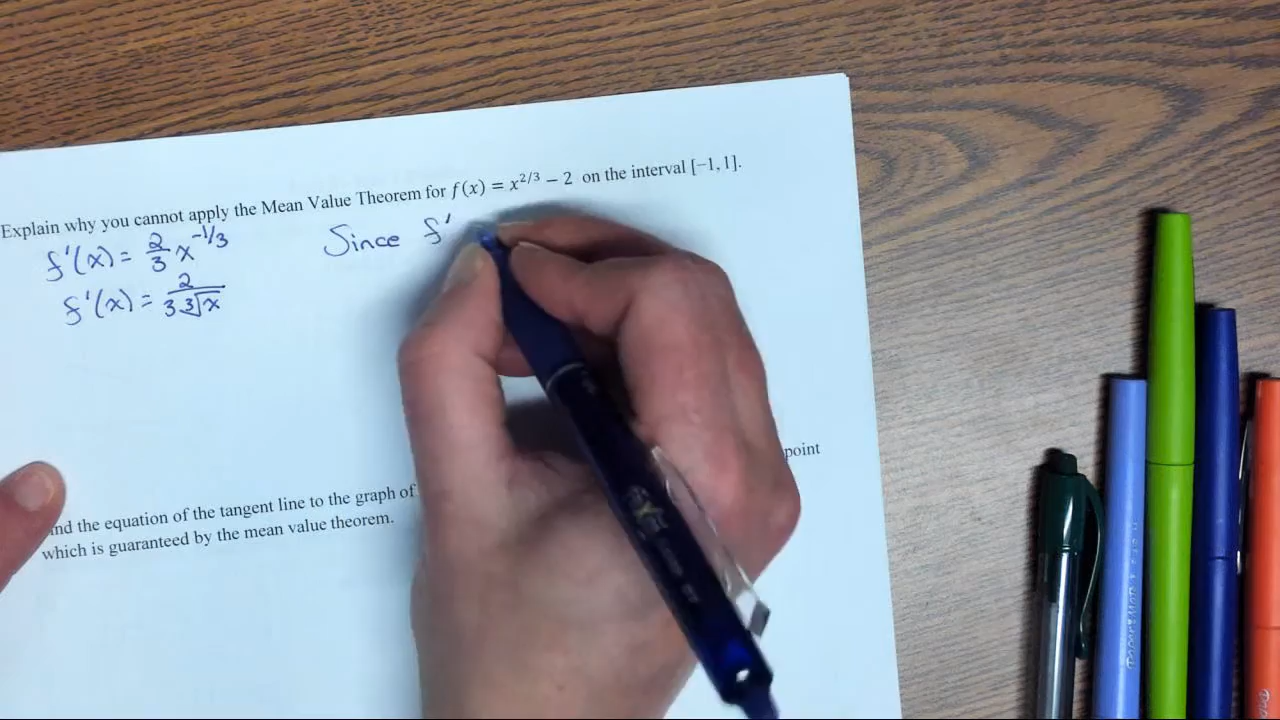 Explain why you cannot apply the Mean Value Theorem for f(x) = x^{2/3} − 2 on the interval [−1, 1].
f'(x) = 2/3 x^{-1/3}
Since f'
f'(x) = 2/(3∛x)
point
nd the equation of the tangent line to the graph of
which is guaranteed by the mean value theorem.